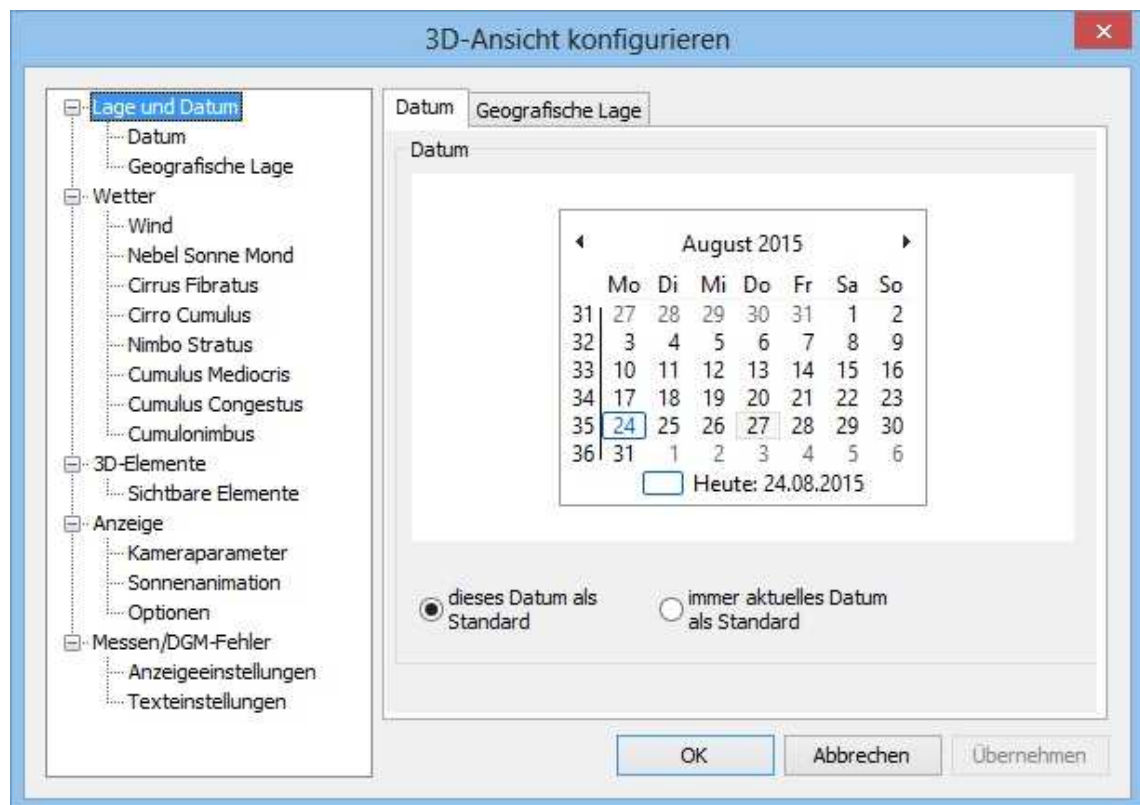 3D-Ansicht konfigurieren
Lage und Datum
Datum
Geografische Lage
Wetter
Wind
Nebel Sonne Mond
Cirrus Fibratus
Cirro Cumulus
Nimbo Stratus
Cumulus Mediocris
Cumulus Congestus
Cumulonimbus
3D-Elemente
Sichtbare Elemente
Anzeige
Kameraparameter
Sonnenanimation
Optionen
Messen/DGM-Fehler
Anzeigeeinstellungen
Texteinstellungen
Datum Geografische Lage
Datum
August 2015
Mo Di Mi Do Fr Sa So
31 27 28 29 30 31 1 2
32 3 4 5 6 7 8 9
33 10 11 12 13 14 15 16
34 17 18 19 20 21 22 23
35 24 25 26 27 28 29 30
36 31 1 2 3 4 5 6
Heute: 24.08.2015
dieses Datum als
Standard
immer aktuelles Datum
als Standard
OK Abbrechen Übernehmen